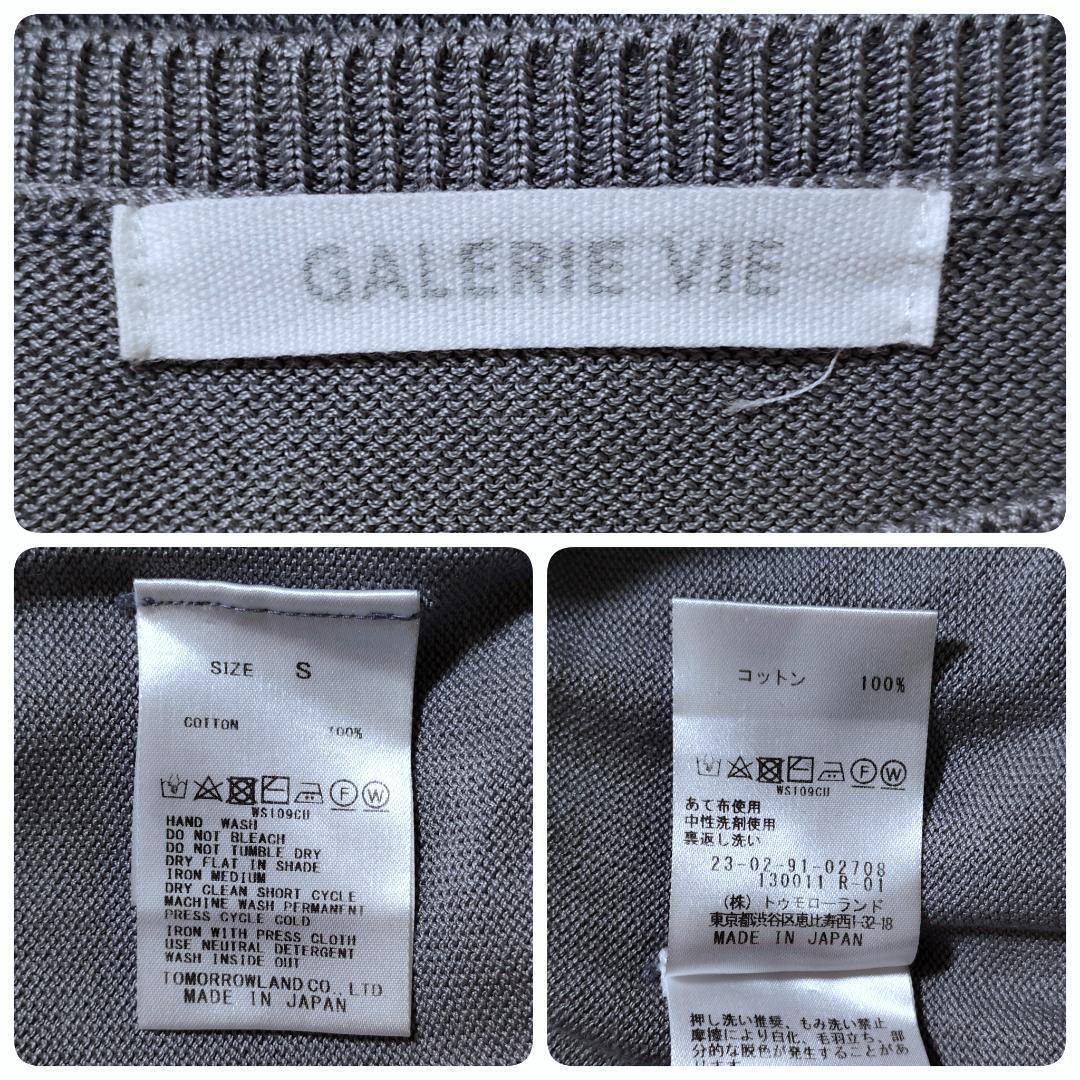 GALERIE VIE
SIZE S
COTTON 100%
F W
WS109CU
HAND WASH
DO NOT BLEACH
DO NOT TUMBLE DRY
DRY FLAT IN SHADE
IRON MEDIUM
DRY CLEAN SHORT CYCLE
MACHINE WASH PERMANENT
PRESS CYCLE COLD
IRON WITH PRESS CLOTH
USE NEUTRAL DETERGENT
WASH INSIDE OUT
TOMORROWLAND CO., LTD
MADE IN JAPAN
コットン 100%
F W
WS109CU
あて布使用
中性洗剤使用
裏返し洗い
23-02-91-02708
130011 R-01
(株)トゥモローランド
東京都渋谷区恵比寿西1-32-18
MADE IN JAPAN
押し洗い推奨、もみ洗い禁止
摩擦により白化、毛羽立ち、部
分的な脱色が発生することがあ